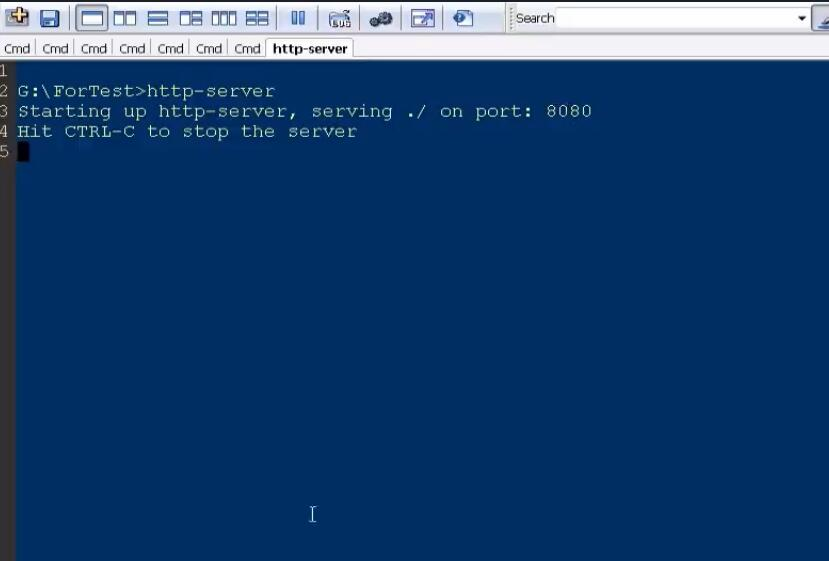 Search
Cmd Cmd Cmd Cmd Cmd Cmd Cmd http-server
1
2 G:\ForTest>http-server
3 Starting up http-server, serving ./ on port: 8080
4 Hit CTRL-C to stop the server
5